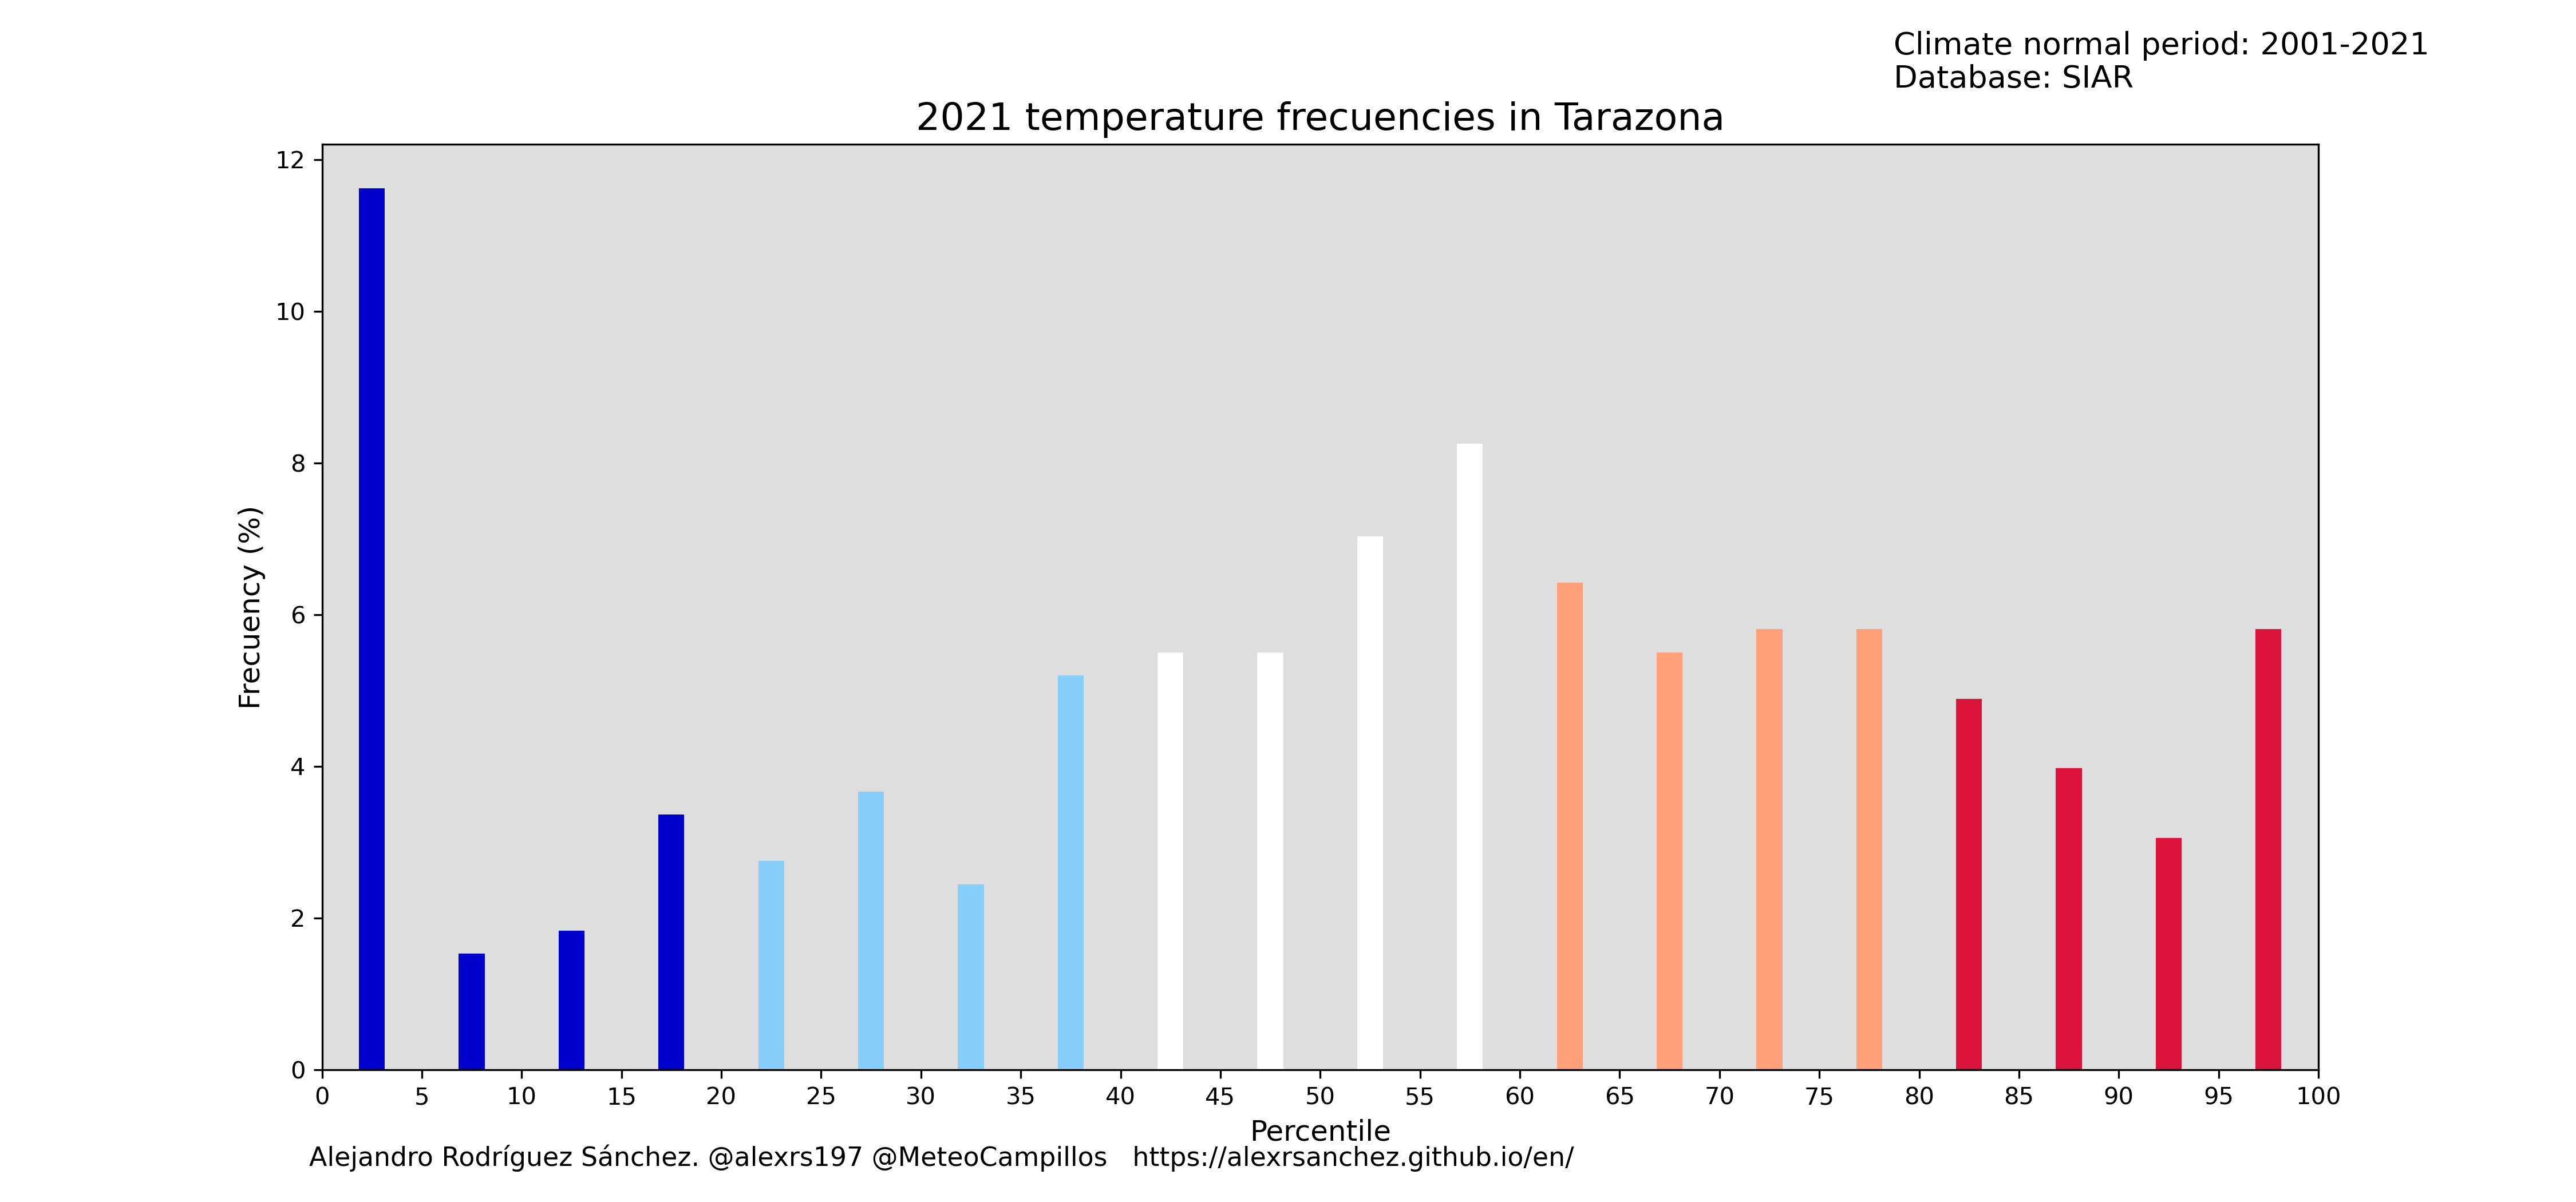 Climate normal period: 2001-2021
Database: SIAR
2021 temperature frecuencies in Tarazona
Frecuency (%)
12
10
8
6
4
2
0
0 5 10 15 20 25 30 35 40 45 50 55 60 65 70 75 80 85 90 95 100
Percentile
Alejandro Rodríguez Sánchez. @alexrs197 @MeteoCampillos https://alexrsanchez.github.io/en/